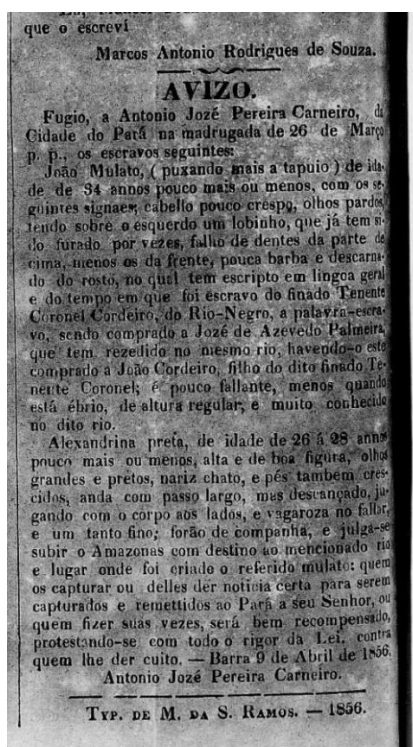 que o escrevi
Marcos Antonio Rodrigues de Souza.
AVIZO.
Fugio, a Antonio Jozé Pereira Carneiro, da
Cidade do Pará na madrugada de 26 de Março
p. p., os escravos seguintes:
João Mulato, ( puxando mais a tapuio ) de ida-
de de 34 annos pouco mais ou menos, com os se-
guintes signaes; cabello pouco crespo, olhos pardos,
tendo sobre o esquerdo um lobinho, que já tem si-
do furado por vezes, falho de dentes da parte de
cima, menos os da frente, pouca barba e descarna-
do do rosto, no qual tem escripto em lingoa geral
e do tempo em que foi escravo do finado Tenente
Coronel Cordeiro, do Rio-Negro, a palavra-escra-
vo, sendo comprado a Jozé de Azevedo Palmeira,
que tem rezedido no mesmo rio, havendo-o este
comprado a João Cordeiro, filho do dito finado Te-
nente Coronel; é pouco fallante, menos quando
está ébrio, de altura regular, e muito conhecido
no dito rio.
Alexandrina preta, de idade de 26 á 28 annos
pouco mais ou menos, alta e de boa figura, olhos
grandes e pretos, nariz chato, e pés tambem cres-
cidos, anda com passo largo, mas descançado, ju-
gando com o corpo aos lados, e vagaroza no fallar,
e um tanto fino; forão de companha, e julga-se
subir o Amazonas com destino ao mencionado rio
e lugar onde foi criado o referido mulato: quem
os capturar ou delles der noticia certa para serem
capturados e remettidos ao Pará a seu Senhor, ou
quem fizer suas vezes, será bem recompensado,
protestando-se com todo o rigor da Lei, contra
quem lhe der cuito. — Barra 9 de Abril de 1856.
Antonio Jozé Pereira Carneiro.
TYP. DE M. DA S. RAMOS. — 1856.